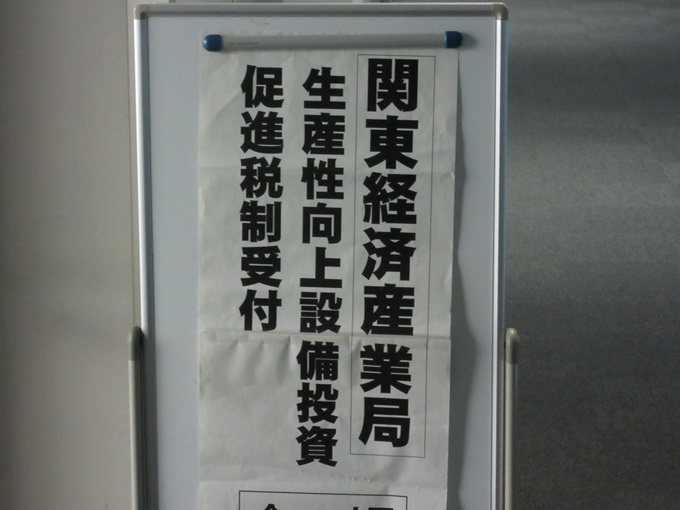 関東経済産業局
生産性向上設備投資
促進税制受付